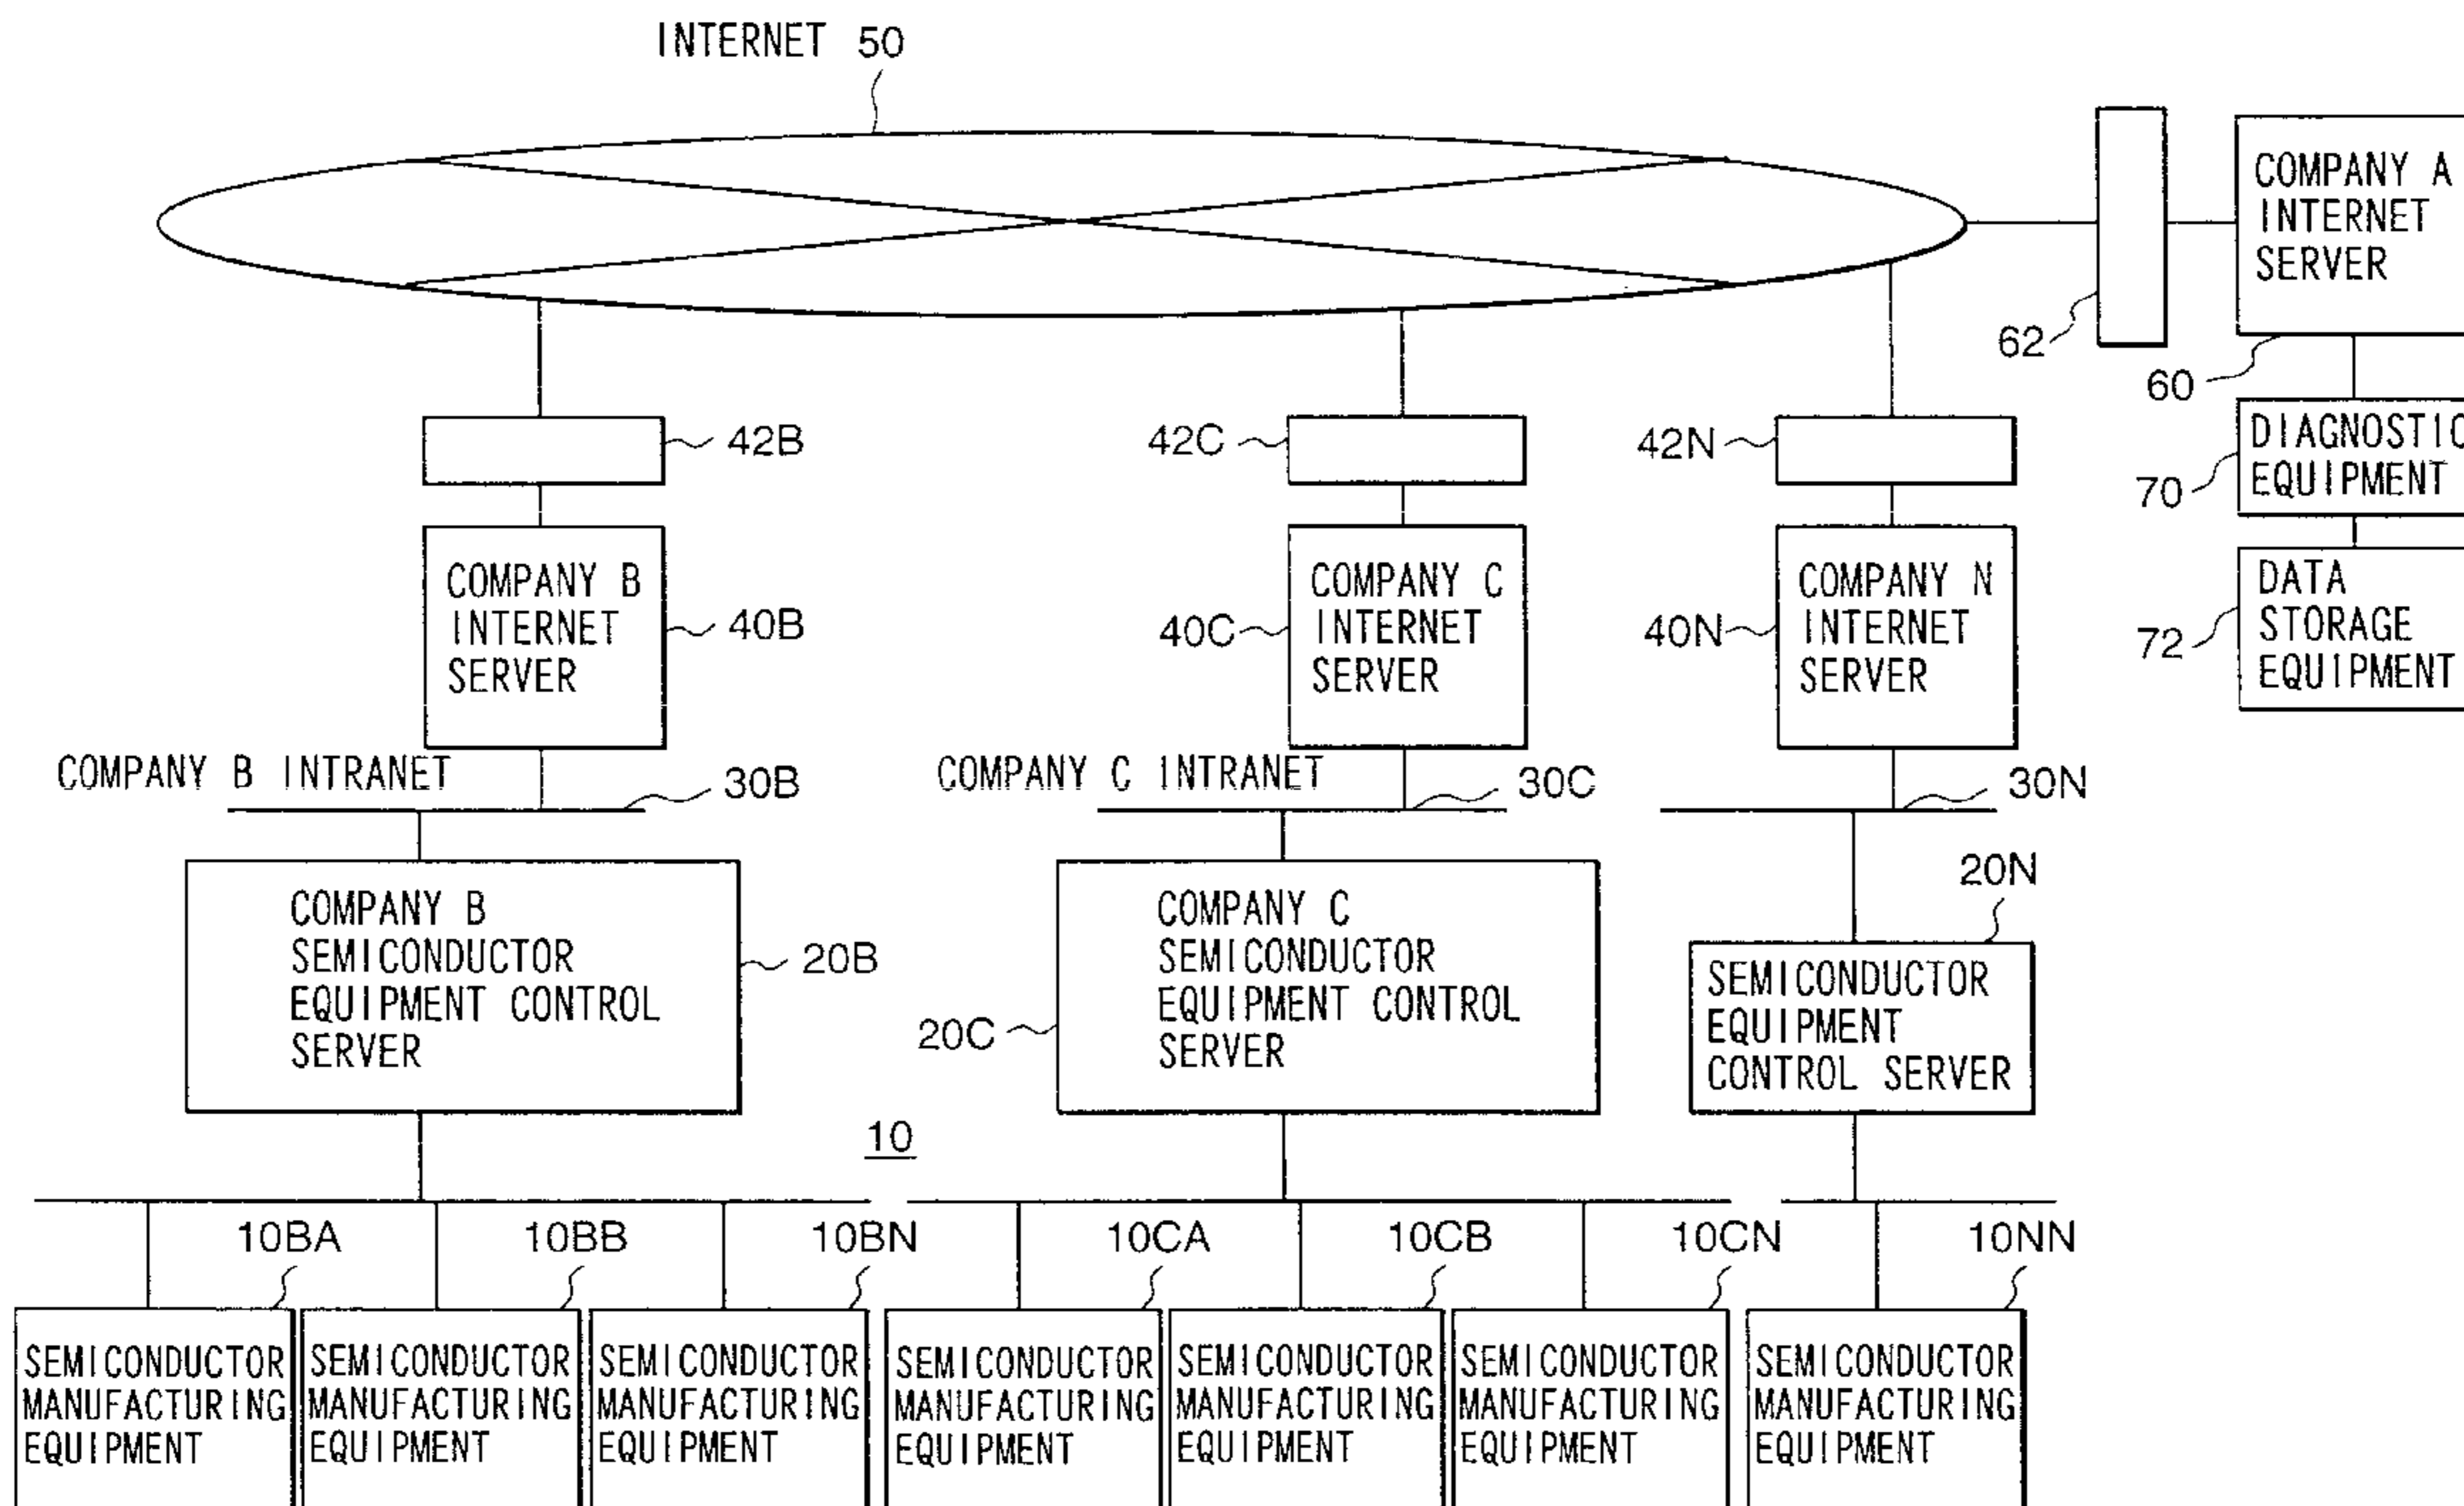 INTERNET 50
COMPANY A
INTERNET
SERVER
62
60
DIAGNOSTIC
EQUIPMENT
70
DATA
STORAGE
EQUIPMENT
72
42B
42C
42N
COMPANY B
INTERNET
SERVER
40B
COMPANY C
INTERNET
SERVER
40C
COMPANY N
INTERNET
SERVER
40N
COMPANY B INTRANET
30B
COMPANY C INTRANET
30C
30N
COMPANY B
SEMICONDUCTOR
EQUIPMENT CONTROL
SERVER
20B
COMPANY C
SEMICONDUCTOR
EQUIPMENT CONTROL
SERVER
20C
20N
SEMICONDUCTOR
EQUIPMENT
CONTROL SERVER
10
10BA
10BB
10BN
10CA
10CB
10CN
10NN
SEMICONDUCTOR
MANUFACTURING
EQUIPMENT
SEMICONDUCTOR
MANUFACTURING
EQUIPMENT
SEMICONDUCTOR
MANUFACTURING
EQUIPMENT
SEMICONDUCTOR
MANUFACTURING
EQUIPMENT
SEMICONDUCTOR
MANUFACTURING
EQUIPMENT
SEMICONDUCTOR
MANUFACTURING
EQUIPMENT
SEMICONDUCTOR
MANUFACTURING
EQUIPMENT